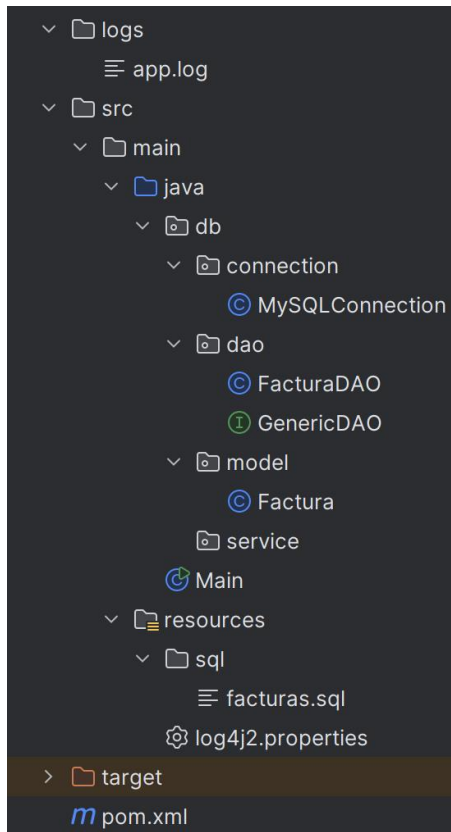 logs
app.log
src
main
java
db
connection
MySQLConnection
dao
FacturaDAO
GenericDAO
model
Factura
service
Main
resources
sql
facturas.sql
log4j2.properties
target
pom.xml